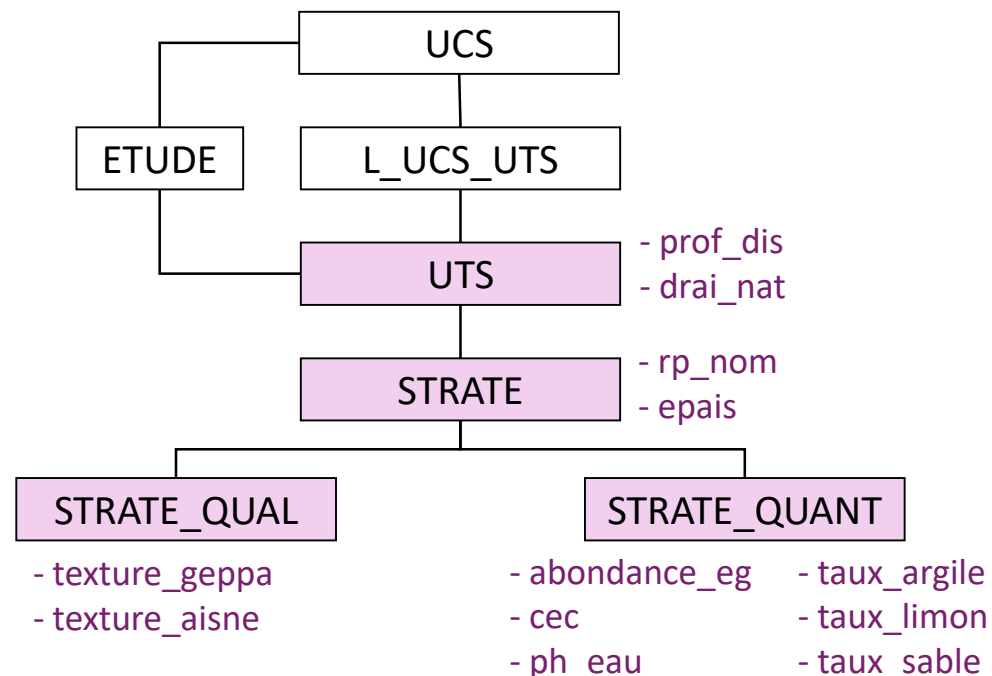 UCS
ETUDE
L_UCS_UTS
UTS
- prof_dis
- drai_nat
STRATE
- rp_nom
- epais
STRATE_QUAL
- texture_geppa
- texture_aisne
STRATE_QUANT
- abondance_eg
- cec
- ph_eau
- taux_argile
- taux_limon
- taux_sable